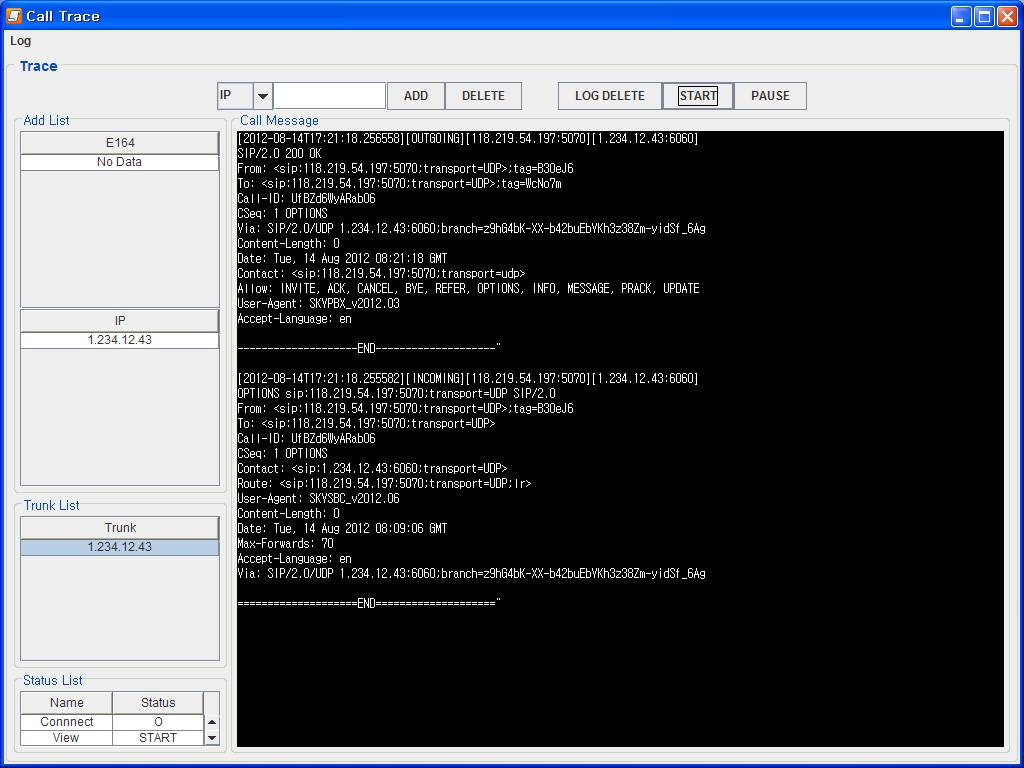 Call Trace
Log
Trace
IP
ADD
DELETE
LOG DELETE
START
PAUSE
Add List
E164
No Data
IP
1.234.12.43
Trunk List
Trunk
1.234.12.43
Status List
Name Status
Connnect O
View START
Call Message
[2012-08-14T17:21:18.256558][OUTGOING][118.219.54.197:5070][1.234.12.43:6060]
SIP/2.0 200 OK
From: <sip:118.219.54.197:5070;transport=UDP>;tag=B30eJ6
To: <sip:118.219.54.197:5070;transport=UDP>;tag=WcNo7m
Call-ID: UfBZd6WyARab06
CSeq: 1 OPTIONS
Via: SIP/2.0/UDP 1.234.12.43:6060;branch=z9hG4bK-XX-b42buEbYKh3z38Zm-yidSf_6Ag
Content-Length: 0
Date: Tue, 14 Aug 2012 08:21:18 GMT
Contact: <sip:118.219.54.197:5070;transport=udp>
Allow: INVITE, ACK, CANCEL, BYE, REFER, OPTIONS, INFO, MESSAGE, PRACK, UPDATE
User-Agent: SKYPBX_v2012.03
Accept-Language: en
--------------------END--------------------"
[2012-08-14T17:21:18.255582][INCOMING][118.219.54.197:5070][1.234.12.43:6060]
OPTIONS sip:118.219.54.197:5070;transport=UDP SIP/2.0
From: <sip:118.219.54.197:5070;transport=UDP>;tag=B30eJ6
To: <sip:118.219.54.197:5070;transport=UDP>
Call-ID: UfBZd6WyARab06
CSeq: 1 OPTIONS
Contact: <sip:1.234.12.43:6060;transport=UDP>
Route: <sip:118.219.54.197:5070;transport=UDP;lr>
User-Agent: SKYSBC_v2012.06
Content-Length: 0
Date: Tue, 14 Aug 2012 08:09:06 GMT
Max-Forwards: 70
Accept-Language: en
Via: SIP/2.0/UDP 1.234.12.43:6060;branch=z9hG4bK-XX-b42buEbYKh3z38Zm-yidSf_6Ag
====================END===================="